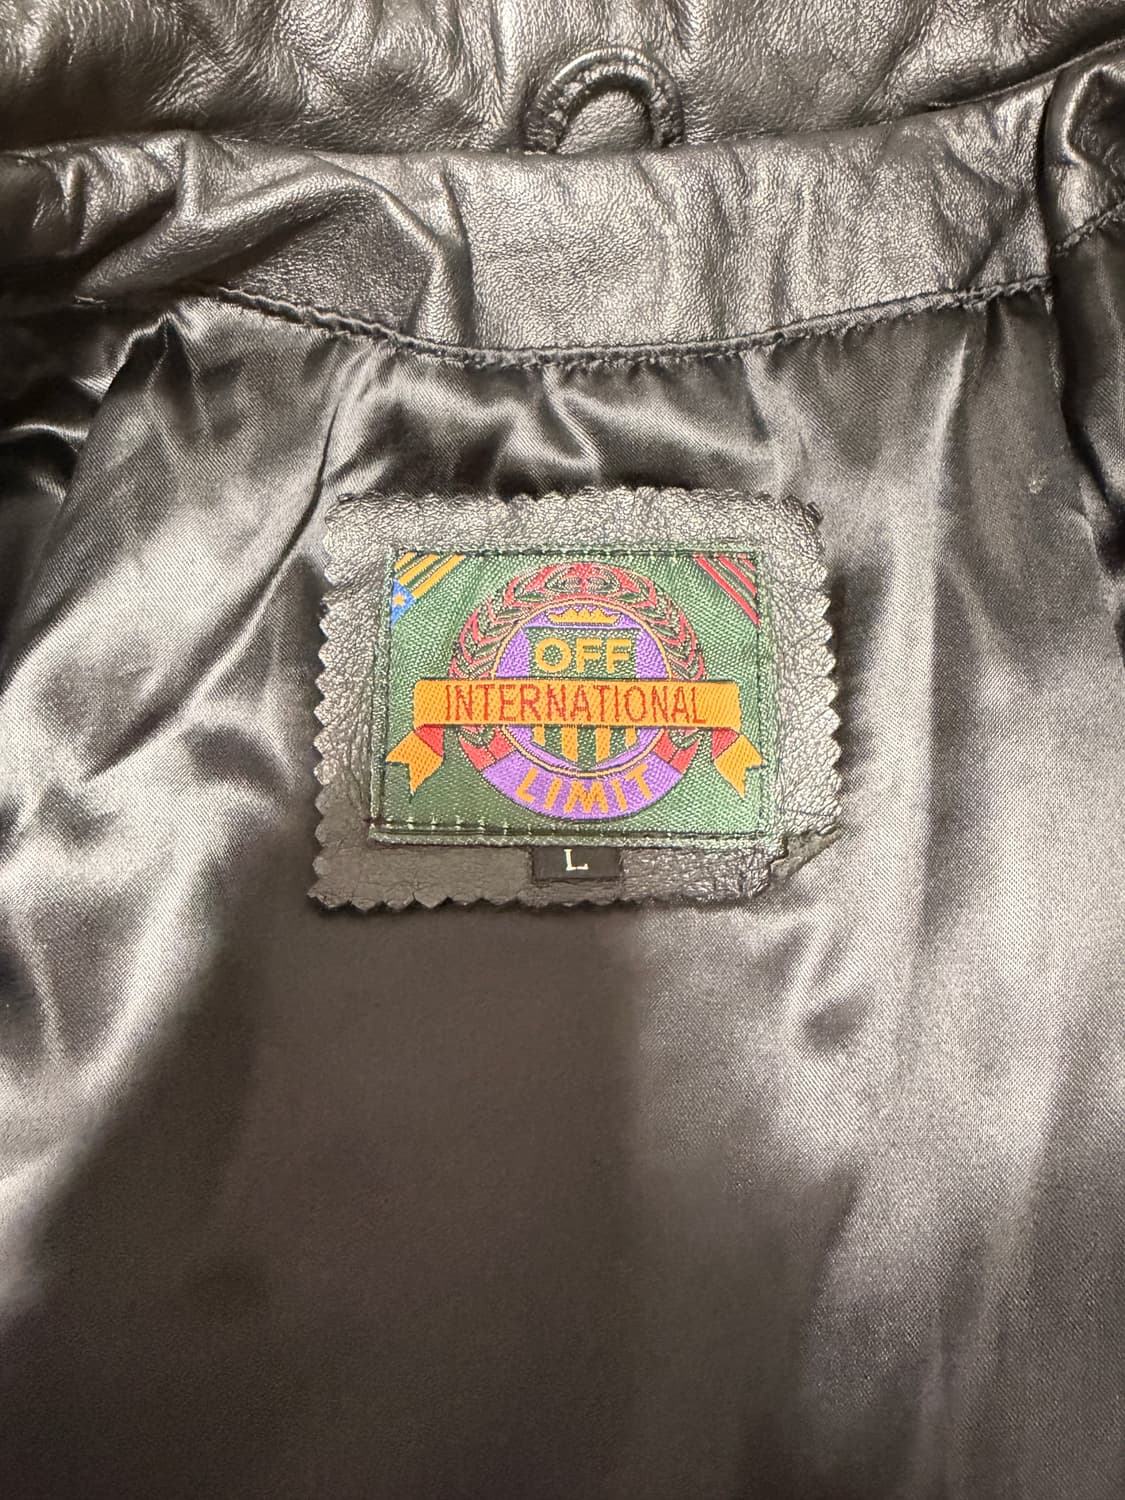 OFF
INTERNATIONAL
LIMIT
L